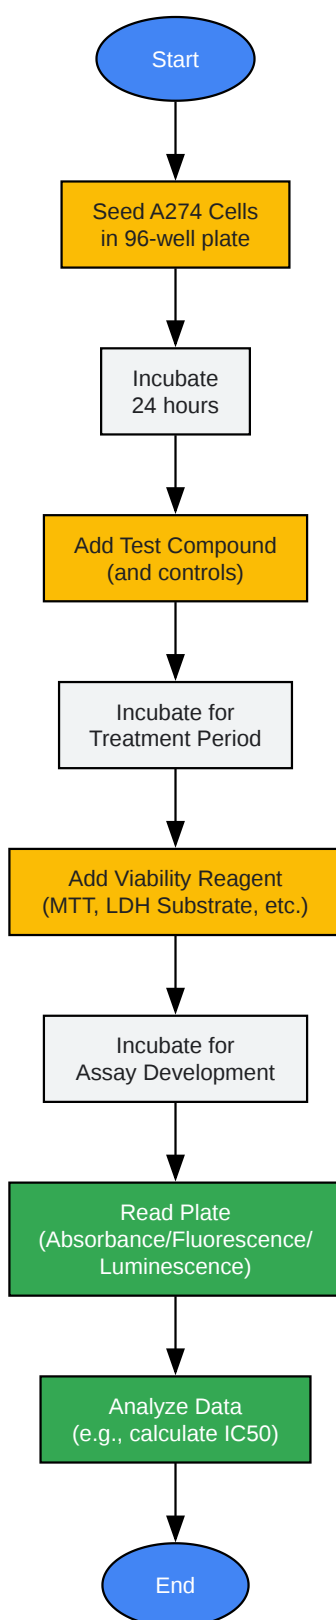 Start
Seed A274 Cells
in 96-well plate
Incubate
24 hours
Add Test Compound
(and controls)
Incubate for
Treatment Period
Add Viability Reagent
(MTT, LDH Substrate, etc.)
Incubate for
Assay Development
Read Plate
(Absorbance/Fluorescence/
Luminescence)
Analyze Data
(e.g., calculate IC50)
End